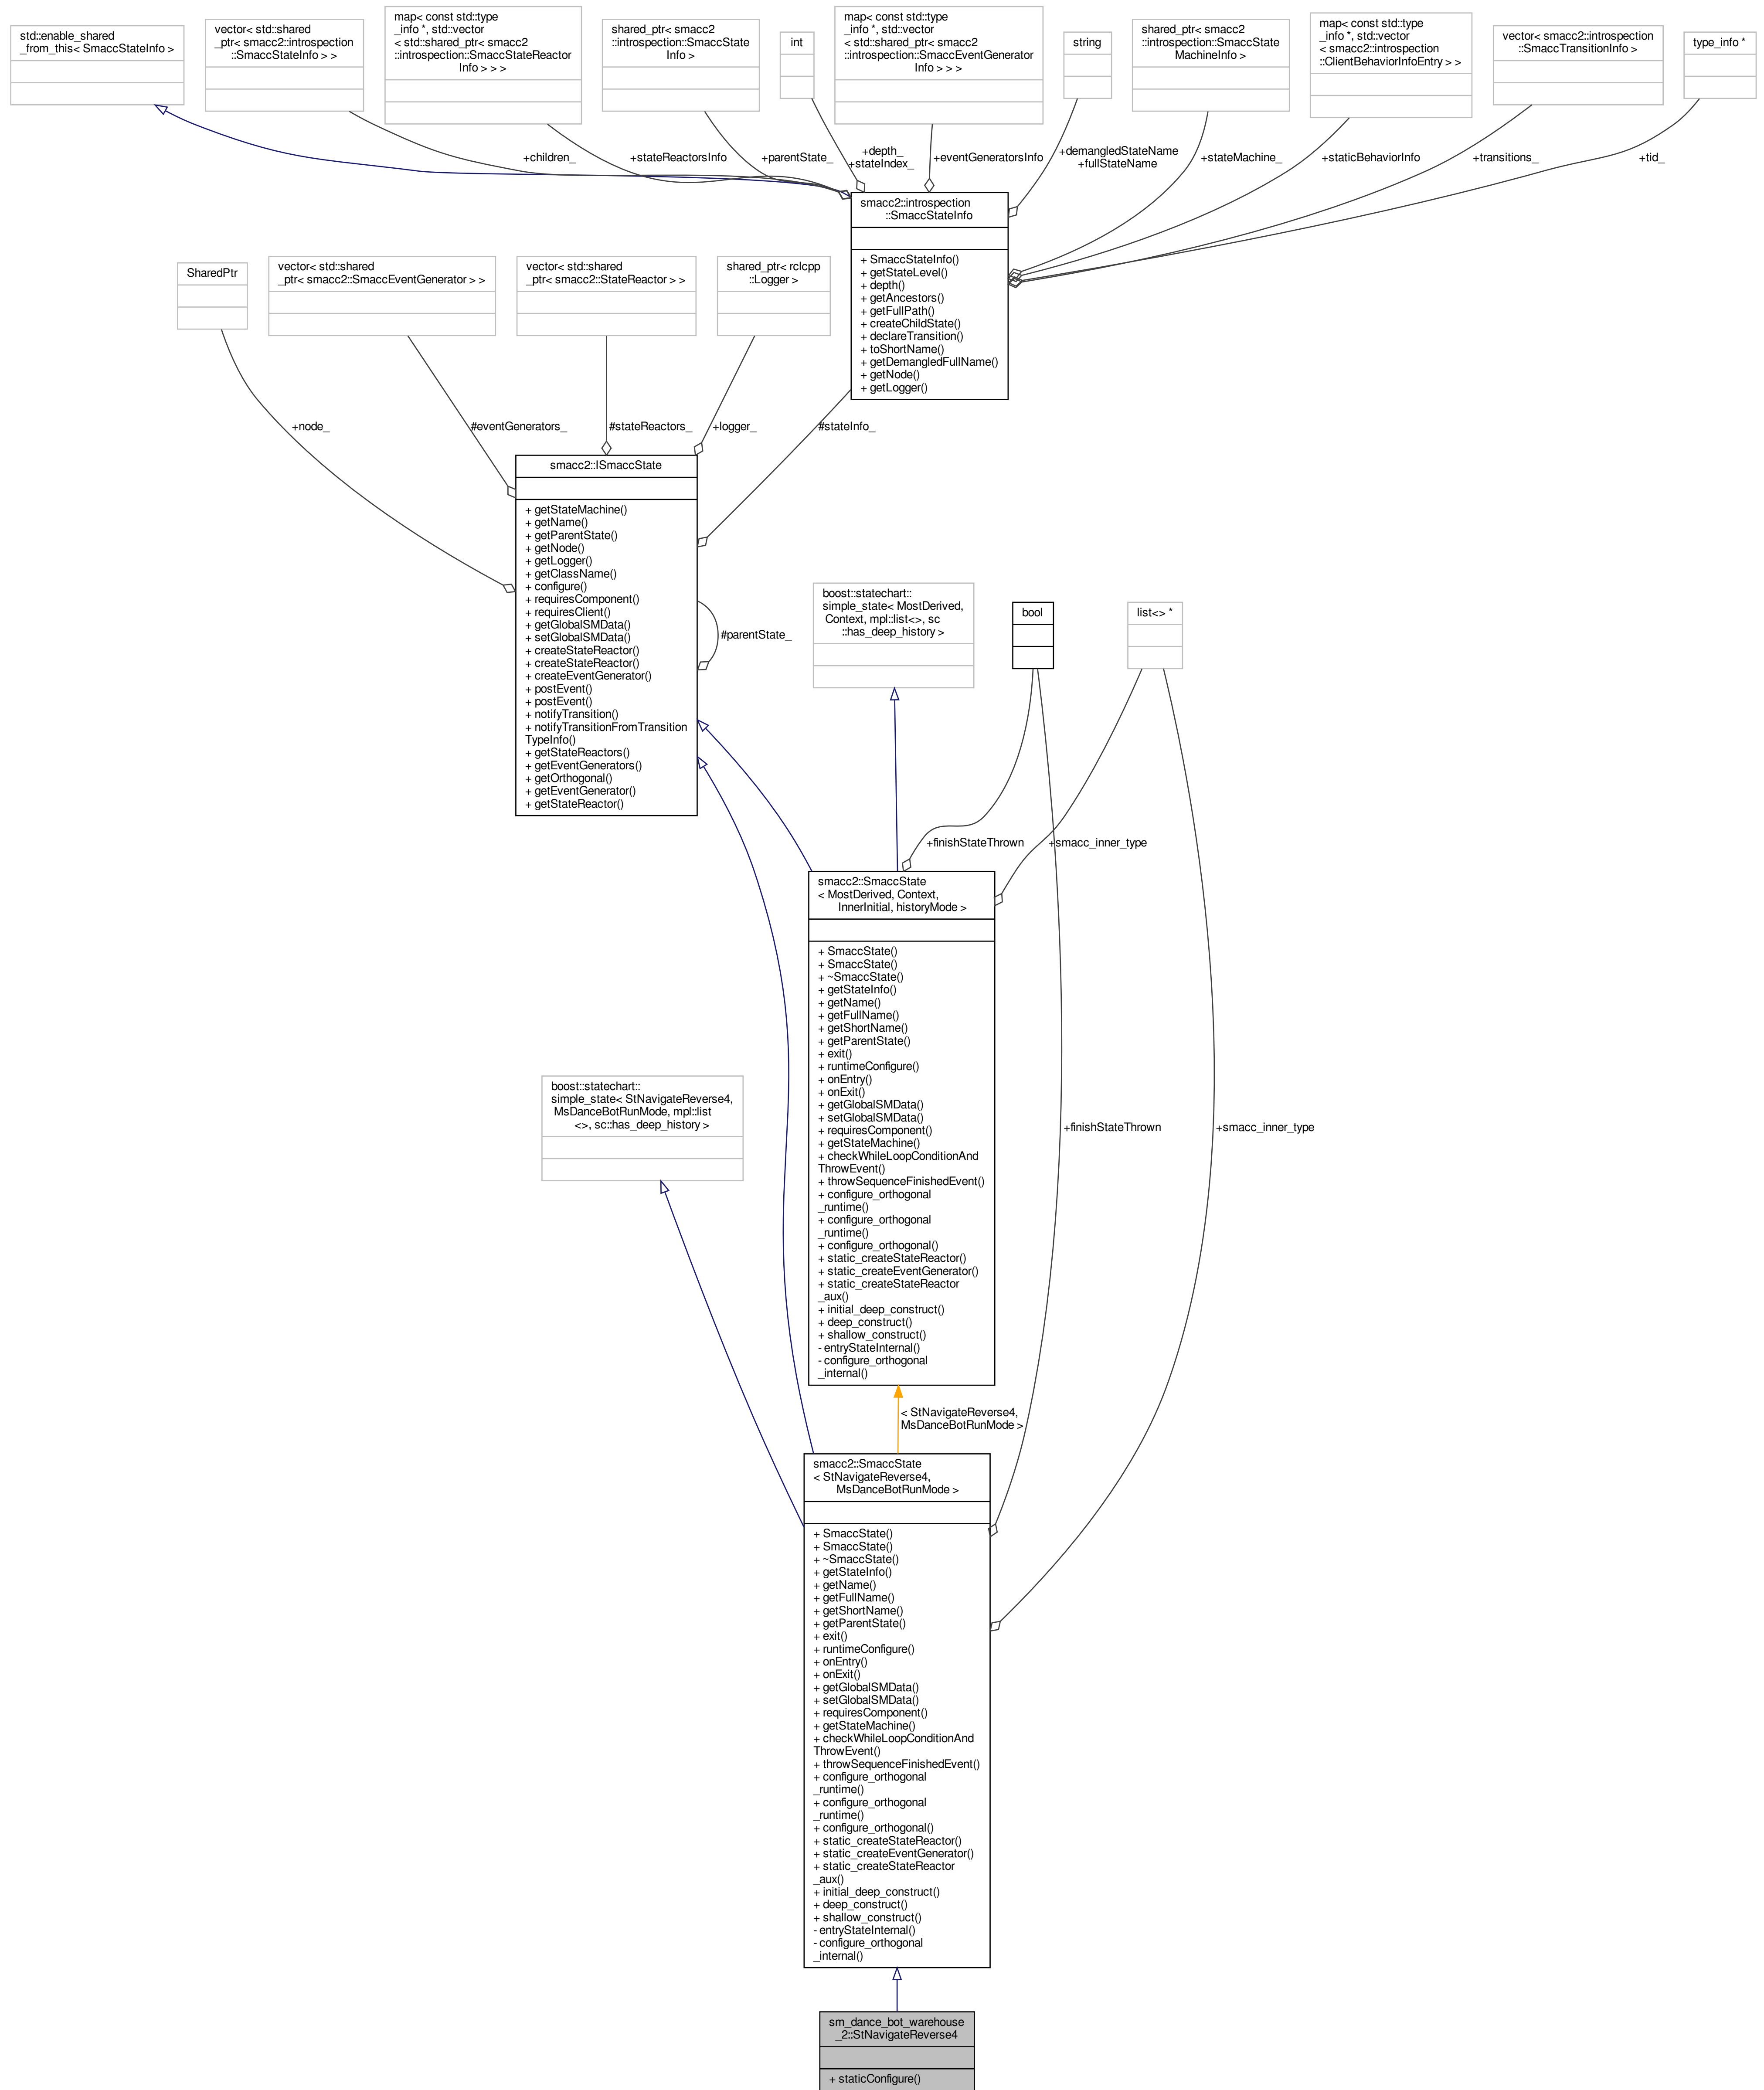 std::enable_shared
_from_this< SmaccStateInfo >
vector< std::shared
_ptr< smacc2::introspection
::SmaccStateInfo > >
map< const std::type
_info *, std::vector
< std::shared_ptr< smacc2
::introspection::SmaccStateReactor
Info > > >
shared_ptr< smacc2
::introspection::SmaccState
Info >
int
map< const std::type
_info *, std::vector
< std::shared_ptr< smacc2
::introspection::SmaccEventGenerator
Info > > >
string
shared_ptr< smacc2
::introspection::SmaccState
MachineInfo >
map< const std::type
_info *, std::vector
< smacc2::introspection
::ClientBehaviorInfoEntry > >
vector< smacc2::introspection
::SmaccTransitionInfo >
type_info *
+children_
+stateReactorsInfo
+parentState_
+depth_
+stateIndex_
+eventGeneratorsInfo
+demangledStateName
+fullStateName
+stateMachine_
+staticBehaviorInfo
+transitions_
+tid_
smacc2::introspection
::SmaccStateInfo
+ SmaccStateInfo()
+ getStateLevel()
+ depth()
+ getAncestors()
+ getFullPath()
+ createChildState()
+ declareTransition()
+ toShortName()
+ getDemangledFullName()
+ getNode()
+ getLogger()
SharedPtr
vector< std::shared
_ptr< smacc2::SmaccEventGenerator > >
vector< std::shared
_ptr< smacc2::StateReactor > >
shared_ptr< rclcpp
::Logger >
+node_
#eventGenerators_
#stateReactors_
+logger_
#stateInfo_
smacc2::ISmaccState
+ getStateMachine()
+ getName()
+ getParentState()
+ getNode()
+ getLogger()
+ getClassName()
+ configure()
+ requiresComponent()
+ requiresClient()
+ getGlobalSMData()
+ setGlobalSMData()
+ createStateReactor()
+ createStateReactor()
+ createEventGenerator()
+ postEvent()
+ postEvent()
+ notifyTransition()
+ notifyTransitionFromTransition
TypeInfo()
+ getStateReactors()
+ getEventGenerators()
+ getOrthogonal()
+ getEventGenerator()
+ getStateReactor()
#parentState_
boost::statechart::
simple_state< MostDerived,
Context, mpl::list<>, sc
::has_deep_history >
bool
list<> *
+finishStateThrown
+smacc_inner_type
smacc2::SmaccState
< MostDerived, Context,
InnerInitial, historyMode >
+ SmaccState()
+ SmaccState()
+ ~SmaccState()
+ getStateInfo()
+ getName()
+ getFullName()
+ getShortName()
+ getParentState()
+ exit()
+ runtimeConfigure()
+ onEntry()
+ onExit()
+ getGlobalSMData()
+ setGlobalSMData()
+ requiresComponent()
+ getStateMachine()
+ checkWhileLoopConditionAnd
ThrowEvent()
+ throwSequenceFinishedEvent()
+ configure_orthogonal
_runtime()
+ configure_orthogonal
_runtime()
+ configure_orthogonal()
+ static_createStateReactor()
+ static_createEventGenerator()
+ static_createStateReactor
_aux()
+ initial_deep_construct()
+ deep_construct()
+ shallow_construct()
- entryStateInternal()
- configure_orthogonal
_internal()
boost::statechart::
simple_state< StNavigateReverse4,
MsDanceBotRunMode, mpl::list
<>, sc::has_deep_history >
+finishStateThrown
+smacc_inner_type
< StNavigateReverse4,
MsDanceBotRunMode >
smacc2::SmaccState
< StNavigateReverse4,
MsDanceBotRunMode >
+ SmaccState()
+ SmaccState()
+ ~SmaccState()
+ getStateInfo()
+ getName()
+ getFullName()
+ getShortName()
+ getParentState()
+ exit()
+ runtimeConfigure()
+ onEntry()
+ onExit()
+ getGlobalSMData()
+ setGlobalSMData()
+ requiresComponent()
+ getStateMachine()
+ checkWhileLoopConditionAnd
ThrowEvent()
+ throwSequenceFinishedEvent()
+ configure_orthogonal
_runtime()
+ configure_orthogonal
_runtime()
+ configure_orthogonal()
+ static_createStateReactor()
+ static_createEventGenerator()
+ static_createStateReactor
_aux()
+ initial_deep_construct()
+ deep_construct()
+ shallow_construct()
- entryStateInternal()
- configure_orthogonal
_internal()
sm_dance_bot_warehouse
_2::StNavigateReverse4
+ staticConfigure()